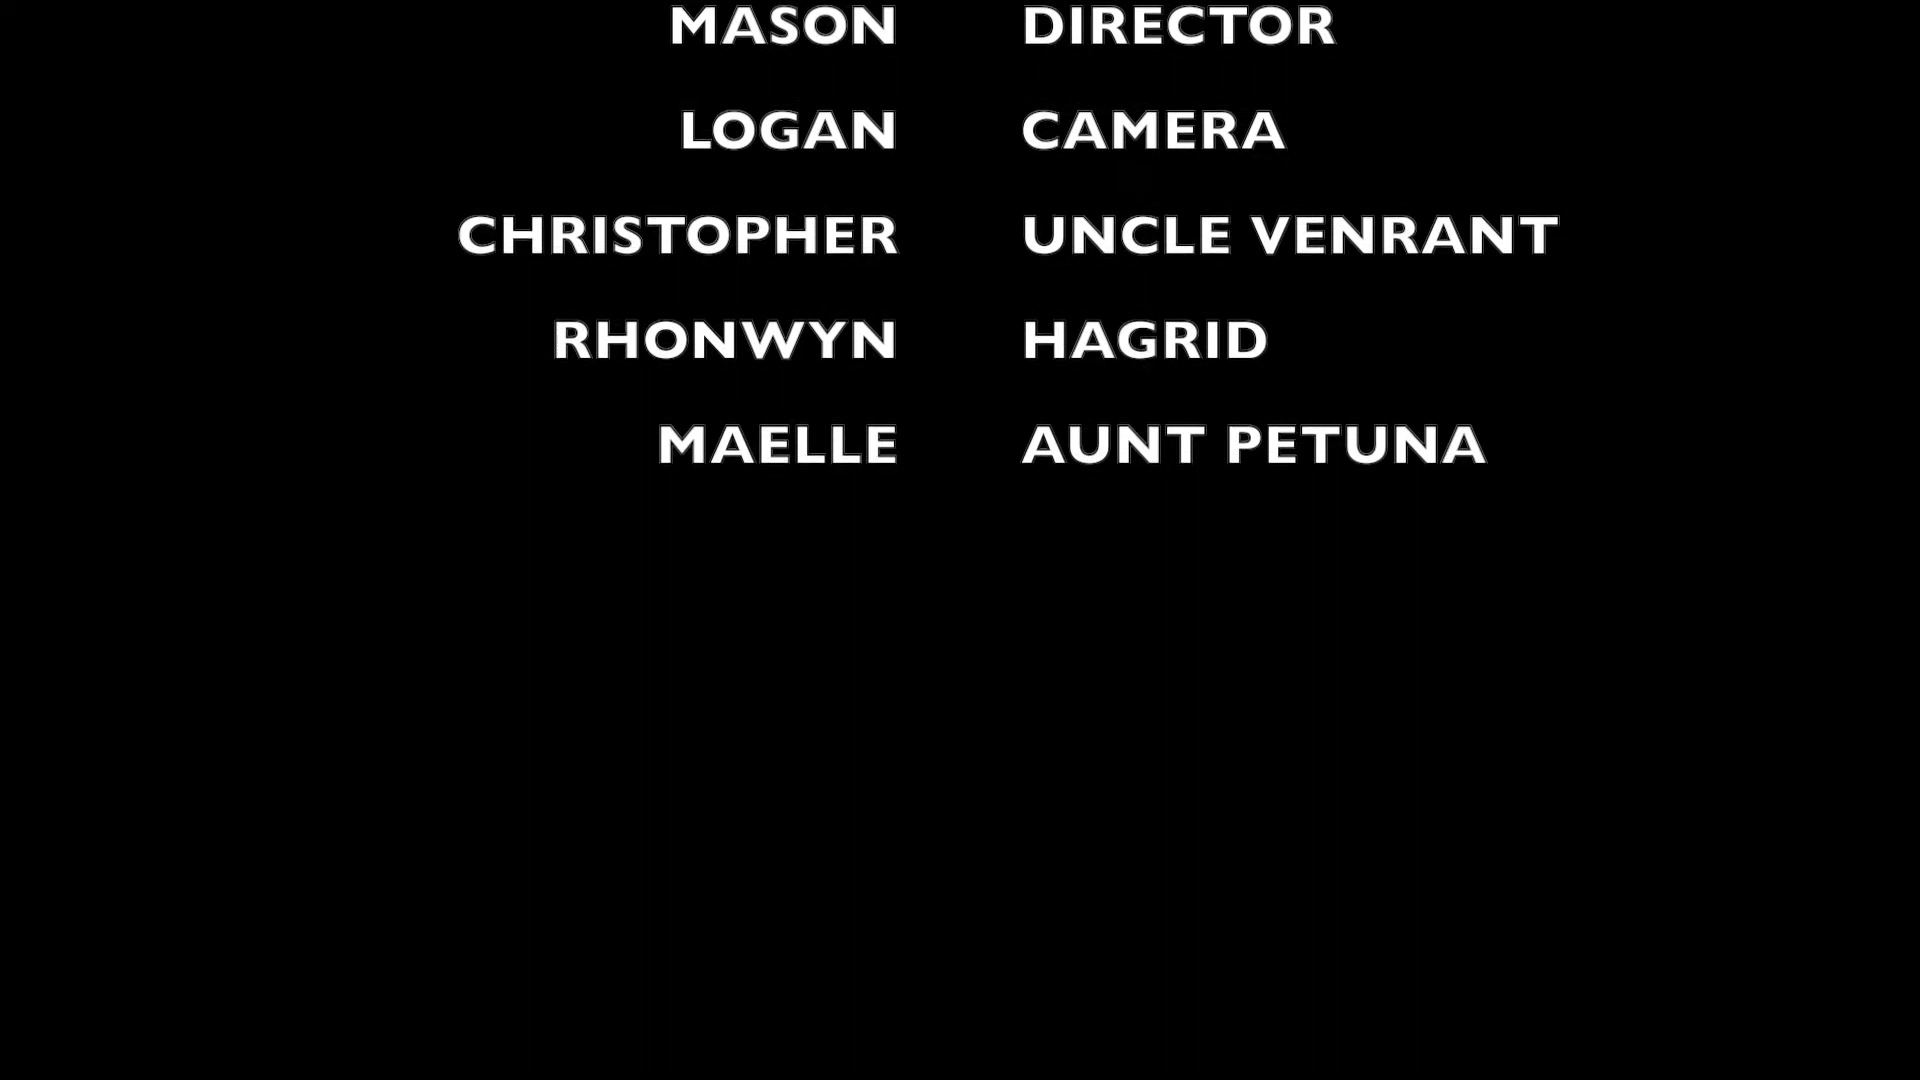 MASON DIRECTOR
LOGAN CAMERA
CHRISTOPHER UNCLE VENRANT
RHONWYN HAGRID
MAELLE AUNT PETUNA